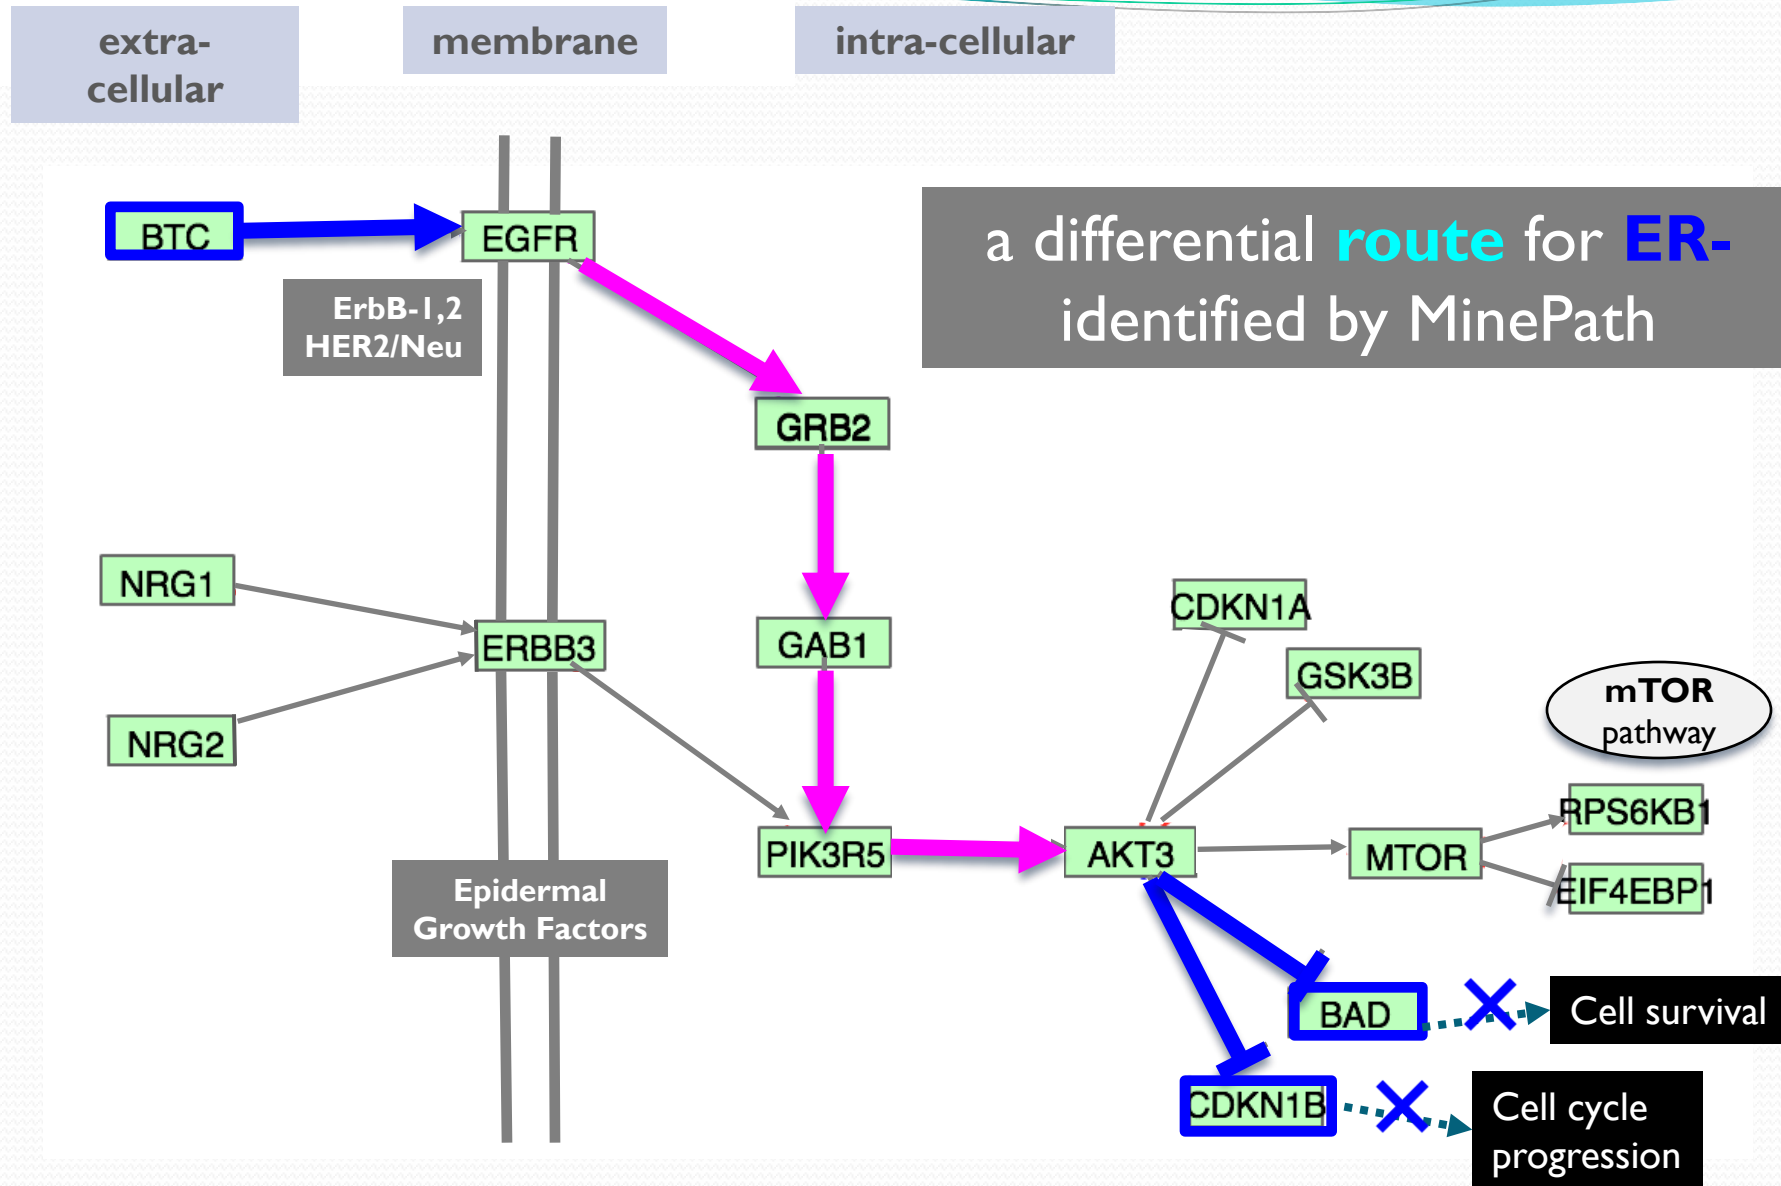 extra-
cellular
membrane
intra-cellular
BTC
EGFR
a differential route for ER-
identified by MinePath
ErbB-1,2
HER2/Neu
GRB2
NRG1
CDKN1A
ERBB3
GAB1
GSK3B
mTOR
pathway
NRG2
RPS6KB1
PIK3R5
AKT3
MTOR
EIF4EBP1
Epidermal
Growth Factors
BAD
Cell survival
CDKN1B
Cell cycle
progression